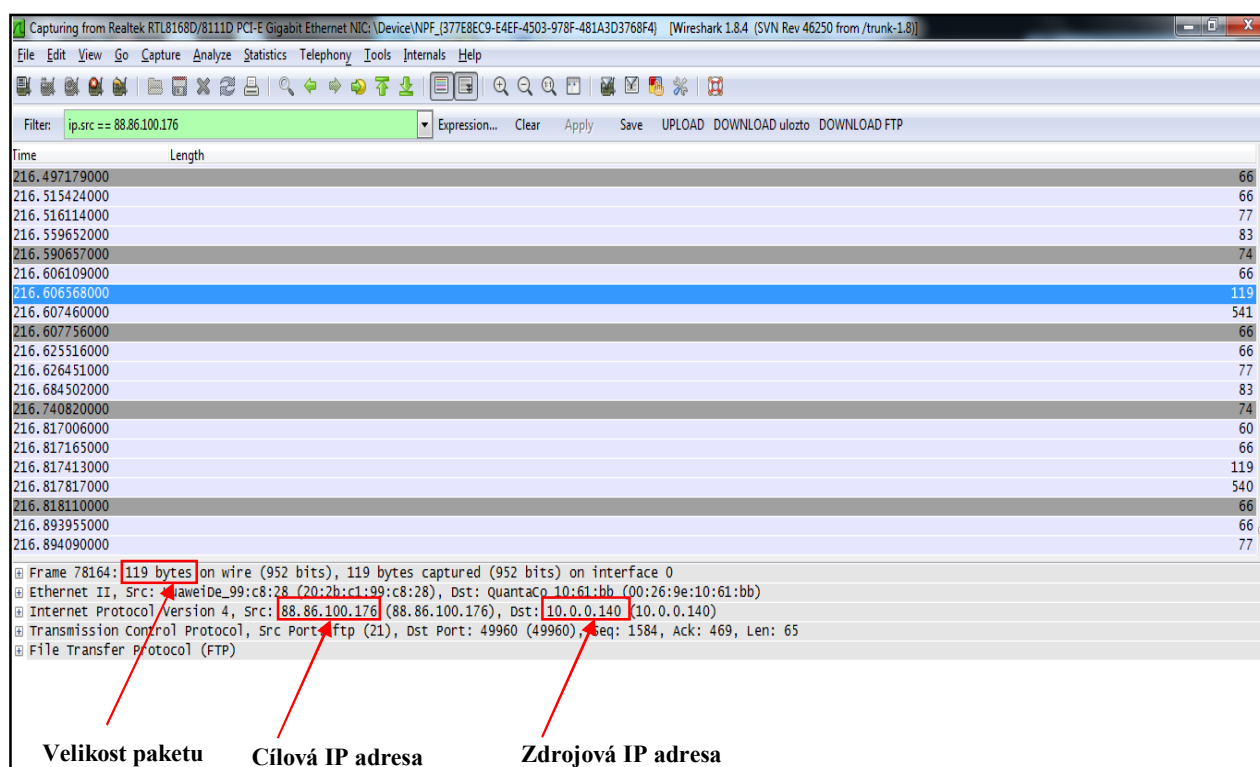 Capturing from Realtek RTL8168D/8111D PCI-E Gigabit Ethernet NIC: \Device\NPF_{377E8EC9-E4EF-4503-978F-481A3D3768F4} [Wireshark 1.8.4 (SVN Rev 46250 from /trunk-1.8)]
File Edit View Go Capture Analyze Statistics Telephony Tools Internals Help
Filter: ip.src == 88.86.100.176 Expression... Clear Apply Save UPLOAD DOWNLOAD ulozto DOWNLOAD FTP
Time Length
216.497179000 66
216.515424000 66
216.516114000 77
216.559652000 83
216.590657000 74
216.606109000 66
216.606568000 119
216.607460000 541
216.607756000 66
216.625516000 66
216.626451000 77
216.684502000 83
216.740820000 74
216.817006000 60
216.817165000 66
216.817413000 119
216.817817000 540
216.818110000 66
216.893955000 66
216.894090000 77
Frame 78164: 119 bytes on wire (952 bits), 119 bytes captured (952 bits) on interface 0
Ethernet II, Src: HuaweiDe_99:c8:28 (20:2b:c1:99:c8:28), Dst: QuantaCo_10:61:bb (00:26:9e:10:61:bb)
Internet Protocol Version 4, Src: 88.86.100.176 (88.86.100.176), Dst: 10.0.0.140 (10.0.0.140)
Transmission Control Protocol, Src Port: ftp (21), Dst Port: 49960 (49960), Seq: 1584, Ack: 469, Len: 65
File Transfer Protocol (FTP)
Velikost paketu Cílová IP adresa Zdrojová IP adresa